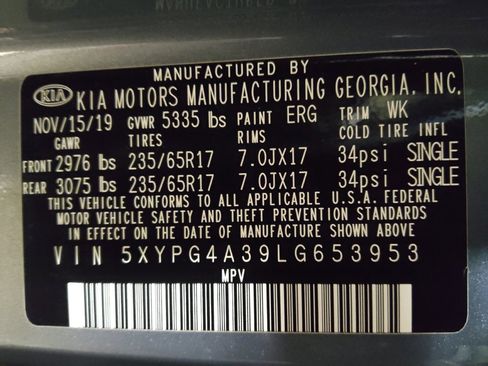 MANUFACTURED BY
KIA KIA MOTORS MANUFACTURING GEORGIA, INC.
NOV/15/19 GVWR 5335 lbs PAINT ERG TRIM WK
GAWR TIRES RIMS COLD TIRE INFL
FRONT 2976 lbs 235/65R17 7.0JX17 34psi SINGLE
REAR 3075 lbs 235/65R17 7.0JX17 34psi SINGLE
THIS VEHICLE CONFORMS TO ALL APPLICABLE U.S.A. FEDERAL
MOTOR VEHICLE SAFETY AND THEFT PREVENTION STANDARDS
IN EFFECT ON THE DATE OF MANUFACTURE SHOWN ABOVE.
VIN 5XYPG4A39LG653953
MPV